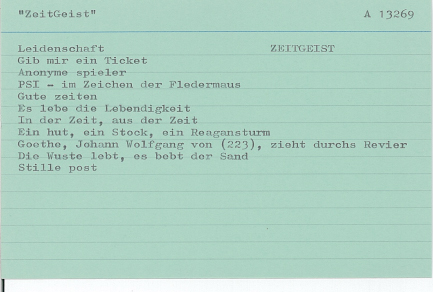 "ZeitGeist" A 13269
Leidenschaft ZEITGEIST
Gib mir ein Ticket
Anonyme spieler
PSI - im Zeichen der Fledermaus
Gute zeiten
Es lebe die Lebendigkeit
In der Zeit, aus der Zeit
Ein hut, ein Stock, ein Reagansturm
Goethe, Johann Wolfgang von (223), zieht durchs Revier
Die Wuste lebt, es bebt der Sand
Stille post